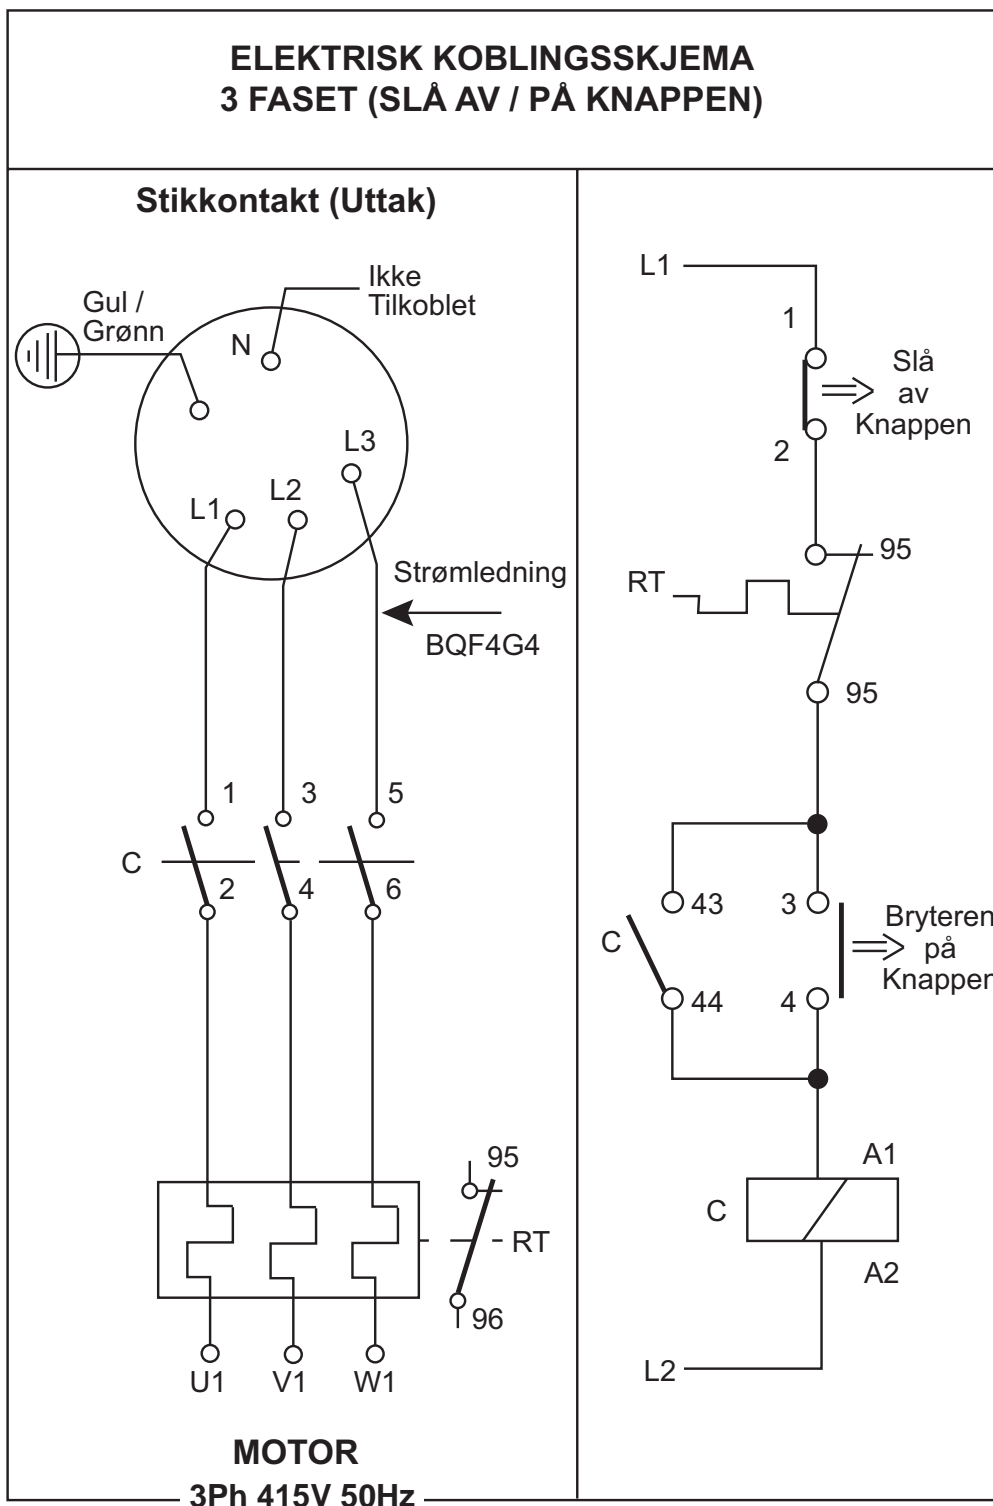 ELEKTRISK KOBLINGSSKJEMA
3 FASET (SLÅ AV / PÅ KNAPPEN)
Stikkontakt (Uttak)
Ikke
Tilkoblet
Gul /
Grønn
N
L3
L2
L1
Strømledning
BQF4G4
1
3
5
C
2
4
6
95
RT
96
U1
V1
W1
MOTOR
3Ph 415V 50Hz
L1
1
Slå
av
Knappen
2
95
RT
95
43
3
Bryteren
på
Knappen
C
44
4
A1
C
A2
L2